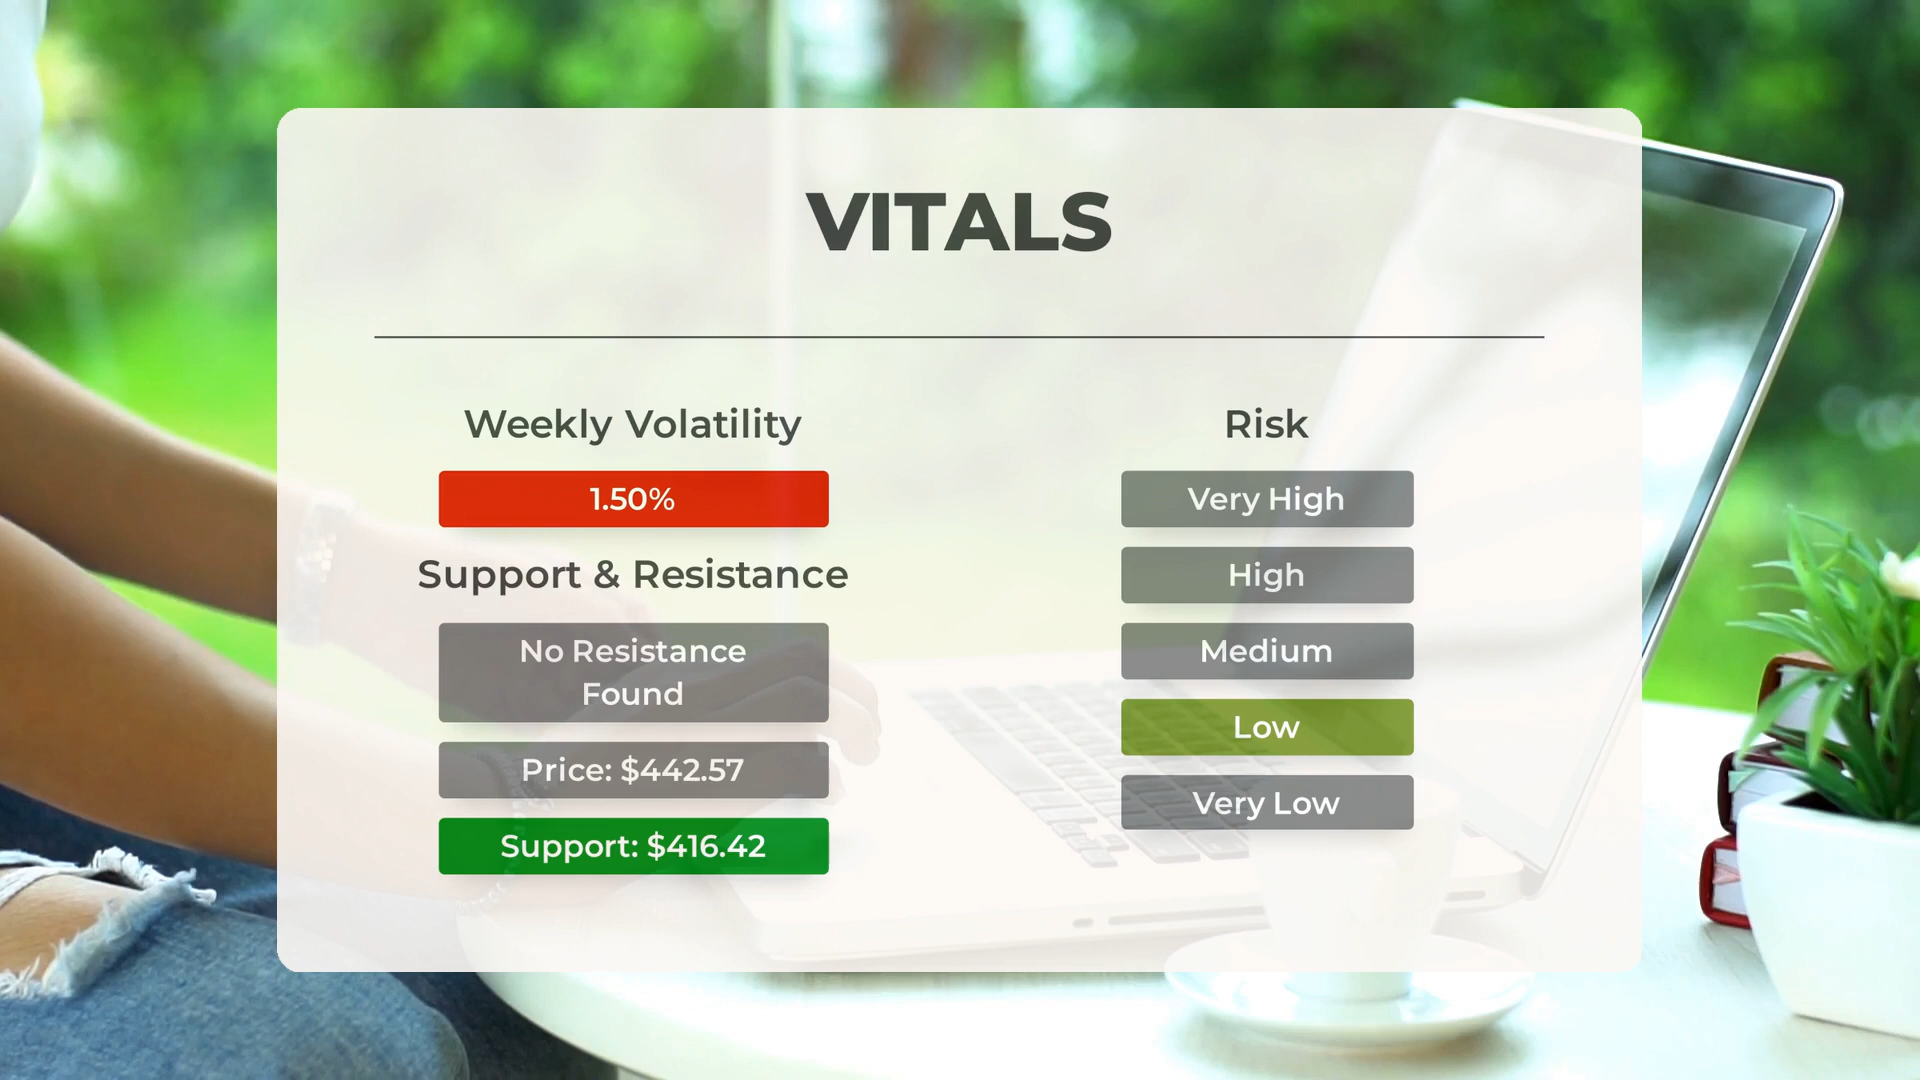 VITALS
Weekly Volatility
1.50%
Support & Resistance
No Resistance
Found
Price: $442.57
Support: $416.42
Risk
Very High
High
Medium
Low
Very Low